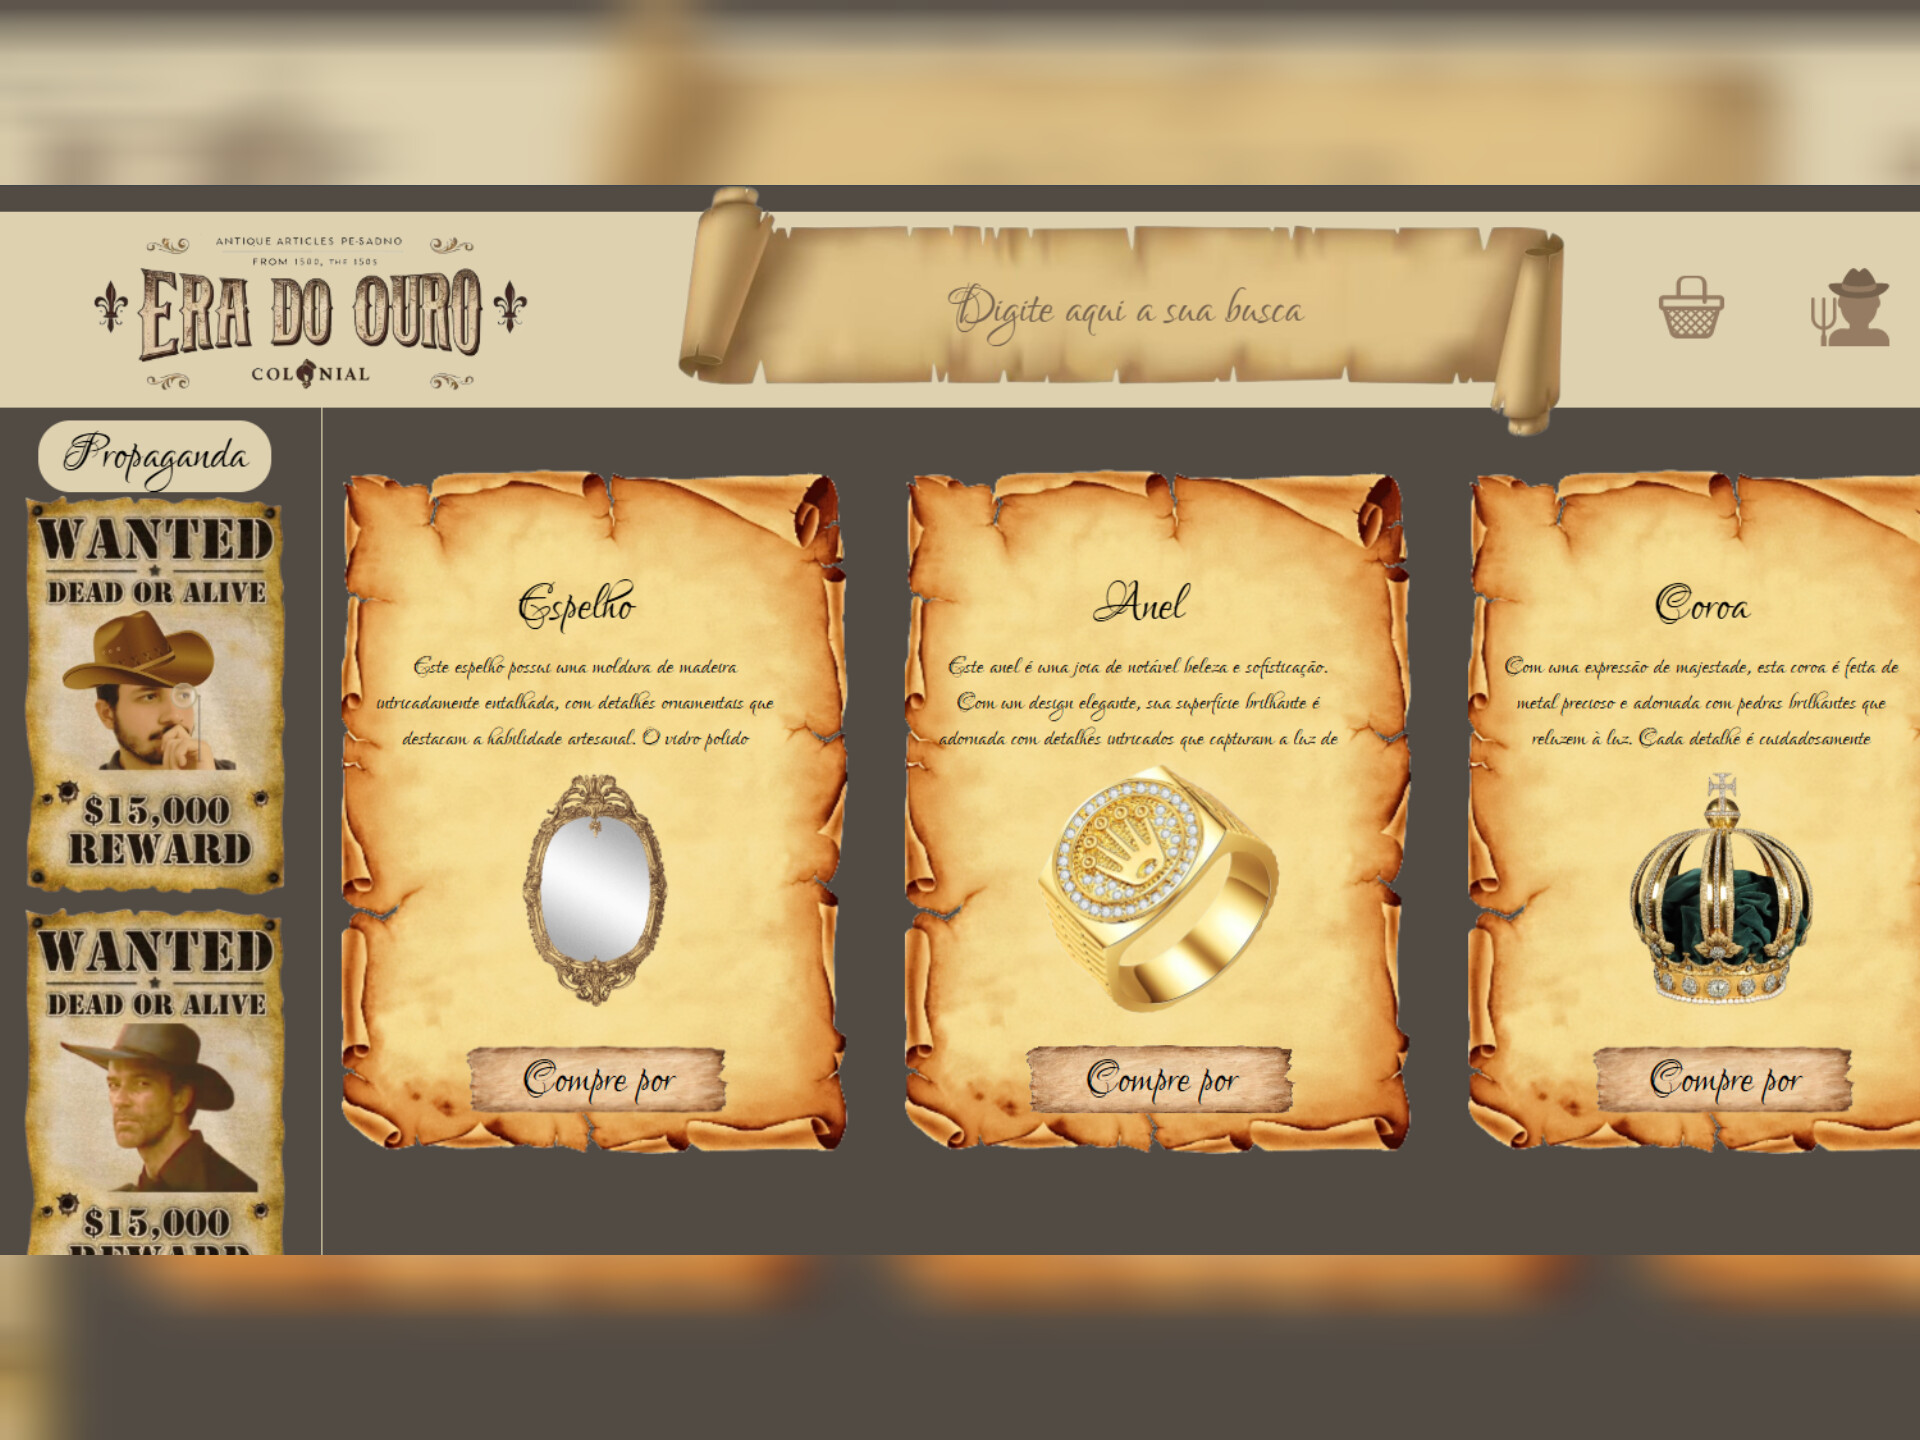 ANTIQUE ARTICLES PE·SADNO
FROM 1500, THE 150S
ERA DO OURO
COLONIAL
Digite aqui a sua busca
Propaganda
WANTED
DEAD OR ALIVE
$15,000
REWARD
WANTED
DEAD OR ALIVE
$15,000
REWARD
Espelho
Este espelho possui uma moldura de madeira
intricadamente entalhada, com detalhes ornamentais que
destacam a habilidade artesanal. O vidro polido
Compre por
Anel
Este anel é uma joia de notável beleza e sofisticação.
Com um design elegante, sua superfície brilhante é
adornada com detalhes intricados que capturam a luz de
Compre por
Coroa
Com uma expressão de majestade, esta coroa é feita de
metal precioso e adornada com pedras brilhantes que
reluzem à luz. Cada detalhe é cuidadosamente
Compre por